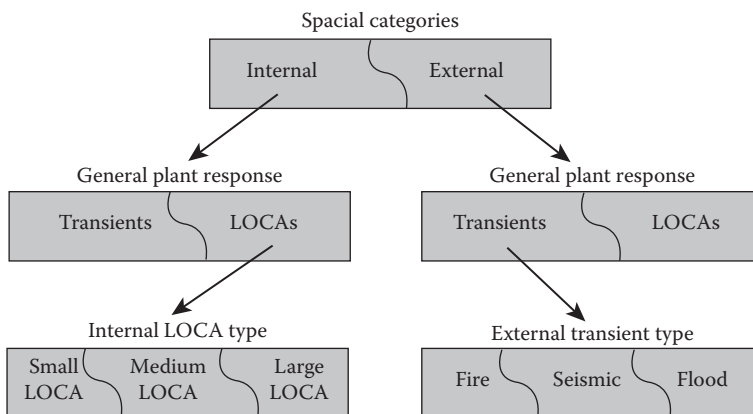 Spacial categories
Internal External
General plant response General plant response
Transients LOCAs Transients LOCAs
Internal LOCA type External transient type
Small Medium Large
LOCA LOCA LOCA
Fire Seismic Flood